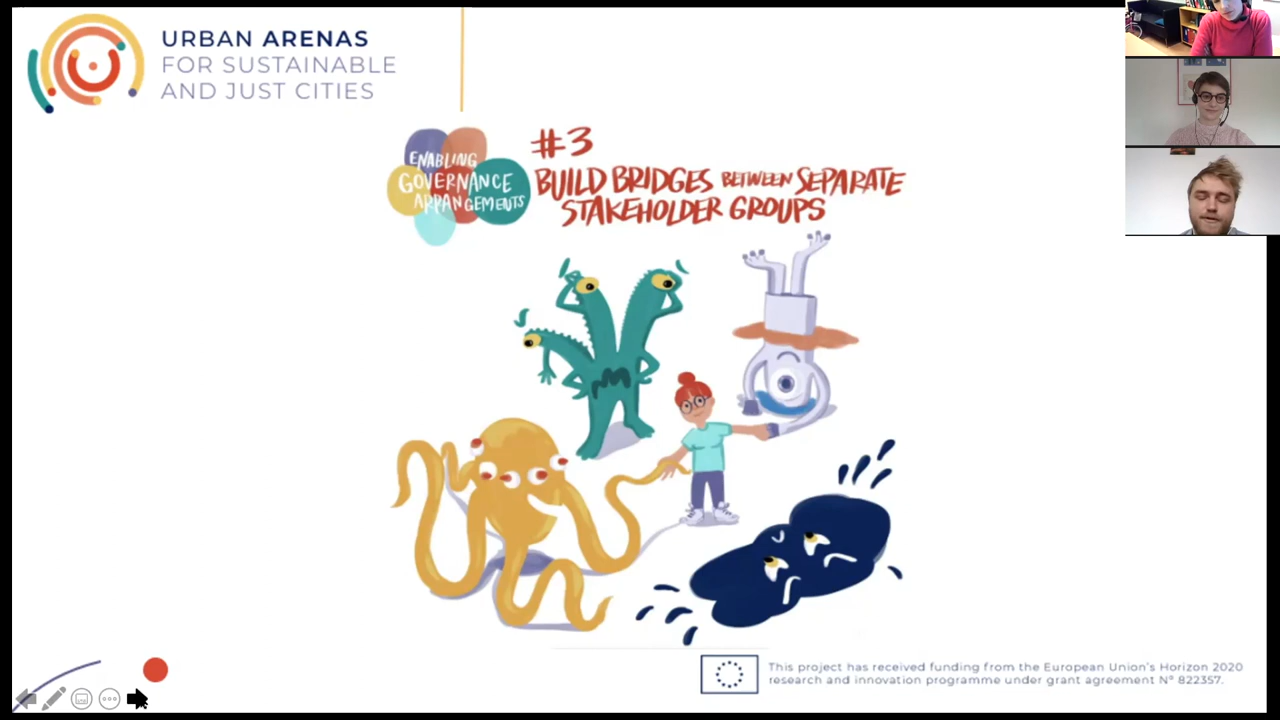 URBAN ARENAS
FOR SUSTAINABLE
AND JUST CITIES
ENABLING
GOVERNANCE
ARRANGEMENTS
#3
BUILD BRIDGES BETWEEN SEPARATE
STAKEHOLDER GROUPS
This project has received funding from the European Union's Horizon 2020
research and innovation programme under grant agreement N° 822357.